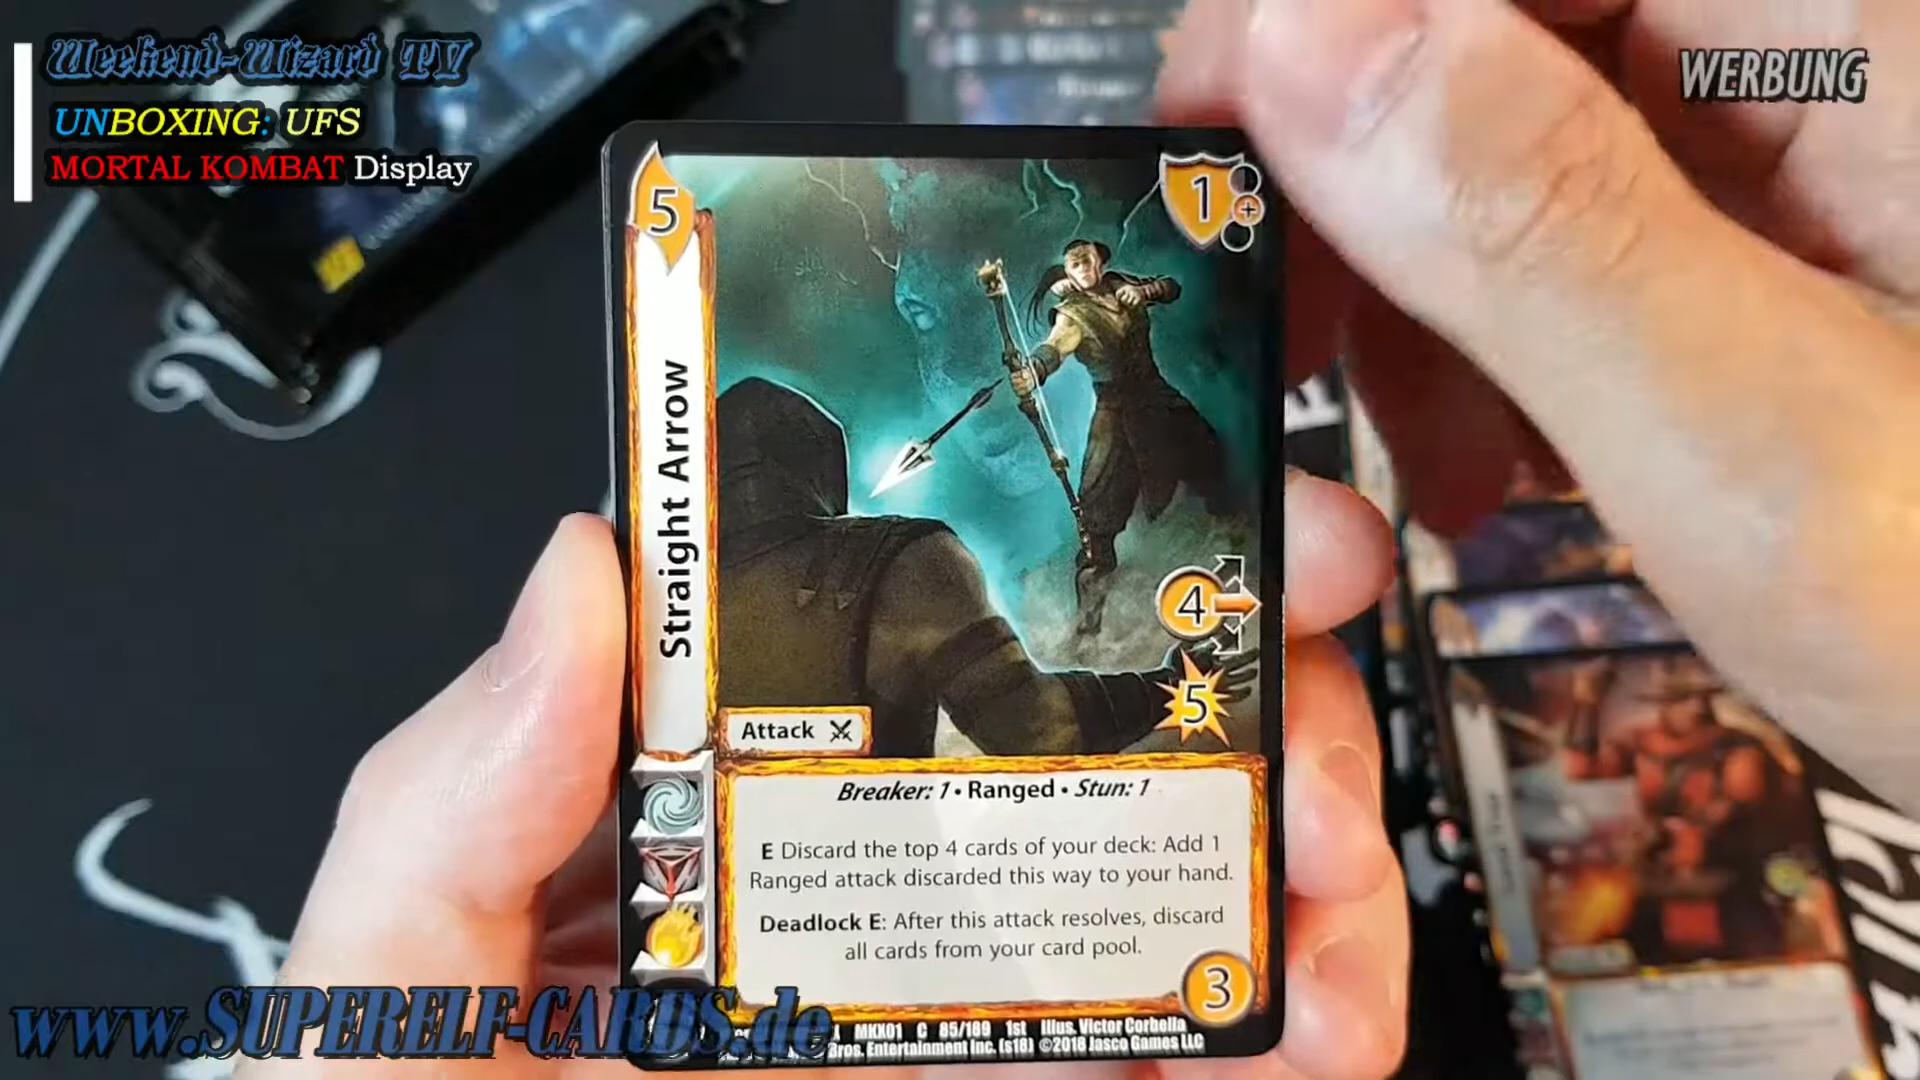 Weekend-Wizard TV
UNBOXING: UFS
MORTAL KOMBAT Display
WERBUNG
5
1
+
Straight Arrow
4
5
Attack
Breaker: 1 • Ranged • Stun: 1
E Discard the top 4 cards of your deck: Add 1
Ranged attack discarded this way to your hand.
Deadlock E: After this attack resolves, discard
all cards from your card pool.
3
www.SUPERELF-CARDS.de
MKX01 C 85/189 1st Illus. Victor Corbella
Bros. Entertainment Inc. (s18) ©2018 Jasco Games LLC